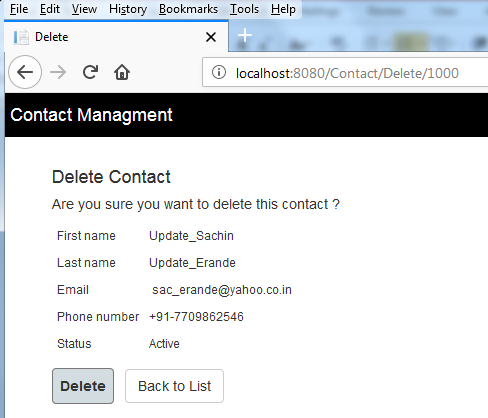 File Edit View History Bookmarks Tools Help
Delete
localhost:8080/Contact/Delete/1000
Contact Managment
Delete Contact
Are you sure you want to delete this contact ?
First name Update_Sachin
Last name Update_Erande
Email sac_erande@yahoo.co.in
Phone number +91-7709862546
Status Active
Delete Back to List